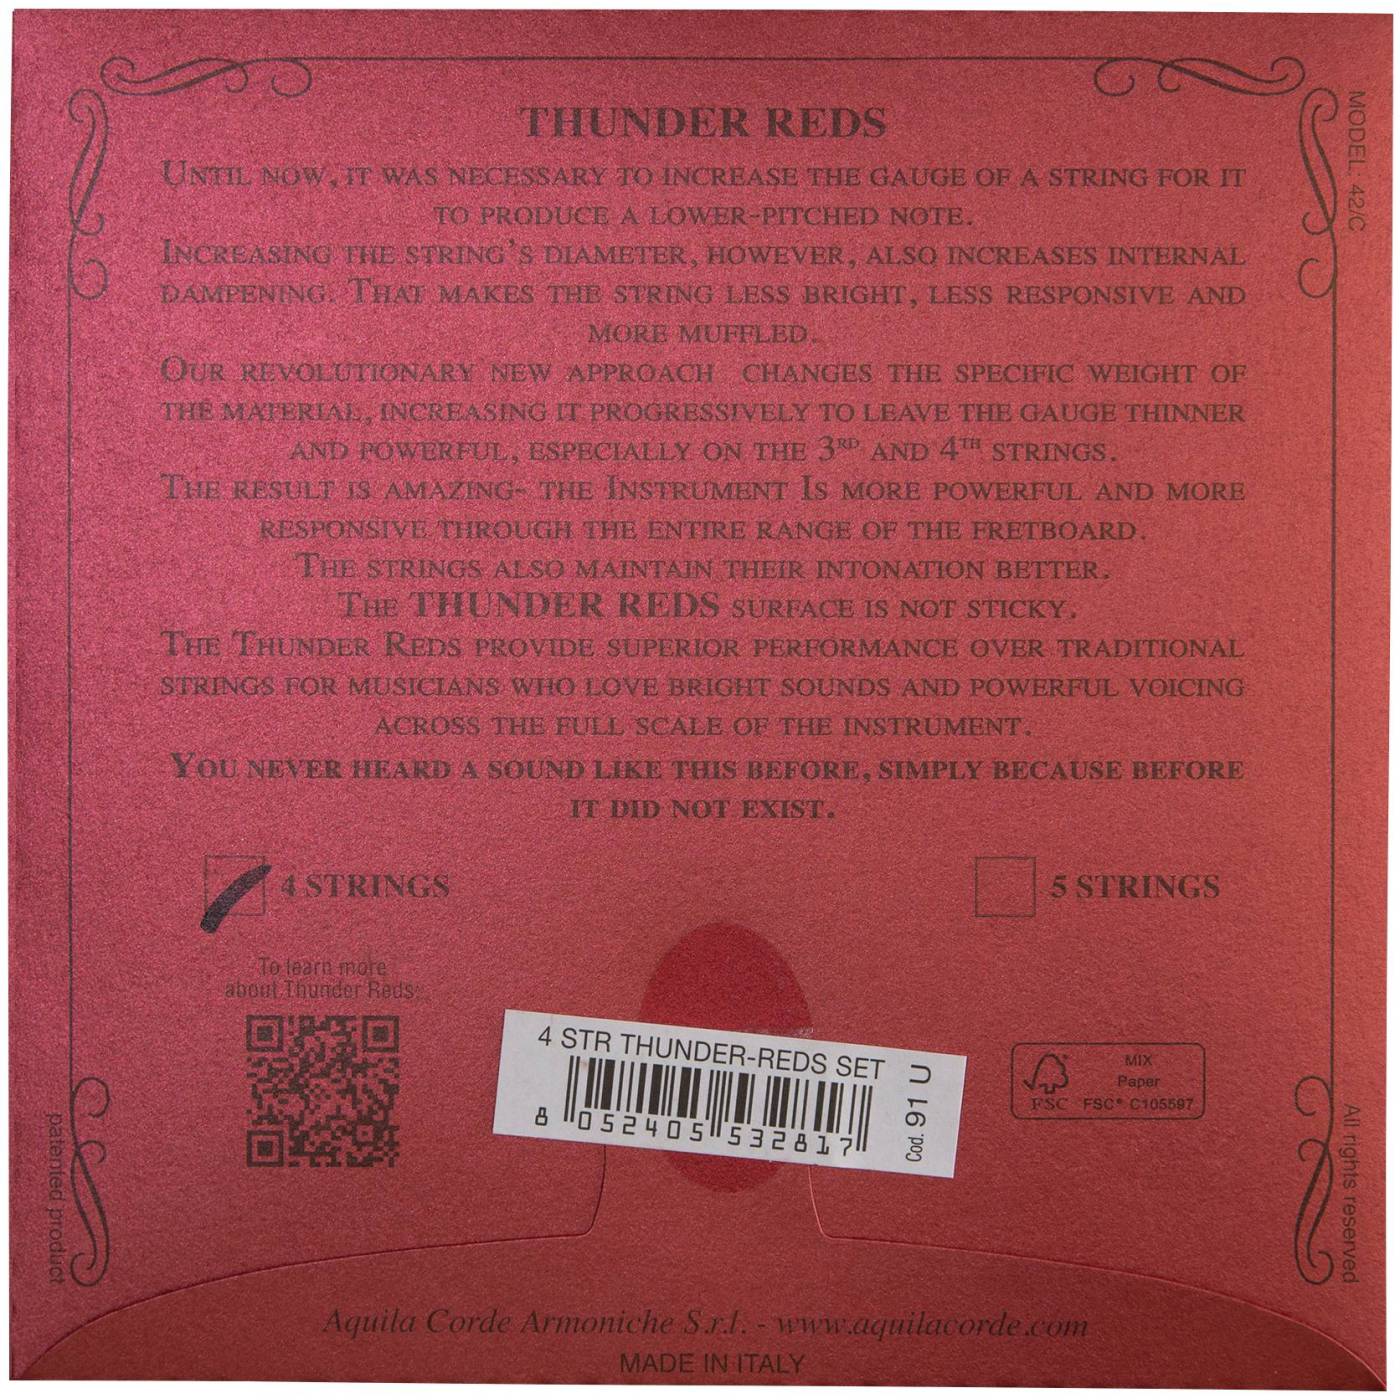 THUNDER REDS
UNTIL NOW, IT WAS NECESSARY TO INCREASE THE GAUGE OF A STRING FOR IT
TO PRODUCE A LOWER-PITCHED NOTE.
INCREASING THE STRING'S DIAMETER, HOWEVER, ALSO INCREASES INTERNAL
DAMPENING. THAT MAKES THE STRING LESS BRIGHT, LESS RESPONSIVE AND
MORE MUFFLED.
OUR REVOLUTIONARY NEW APPROACH CHANGES THE SPECIFIC WEIGHT OF
THE MATERIAL, INCREASING IT PROGRESSIVELY TO LEAVE THE GAUGE THINNER
AND POWERFUL, ESPECIALLY ON THE 3RD AND 4TH STRINGS.
THE RESULT IS AMAZING- THE INSTRUMENT IS MORE POWERFUL AND MORE
RESPONSIVE THROUGH THE ENTIRE RANGE OF THE FRETBOARD.
THE STRINGS ALSO MAINTAIN THEIR INTONATION BETTER.
THE THUNDER REDS SURFACE IS NOT STICKY.
THE THUNDER REDS PROVIDE SUPERIOR PERFORMANCE OVER TRADITIONAL
STRINGS FOR MUSICIANS WHO LOVE BRIGHT SOUNDS AND POWERFUL VOICING
ACROSS THE FULL SCALE OF THE INSTRUMENT.
YOU NEVER HEARD A SOUND LIKE THIS BEFORE, SIMPLY BECAUSE BEFORE
IT DID NOT EXIST.
MODEL: 42/C
4 STRINGS
5 STRINGS
To learn more
about Thunder Reds:
4 STR THUNDER-REDS SET
8 052405 532817
Cod. 91 U
MIX
Paper
FSC FSC® C105597
patented product
All rights reserved
Aquila Corde Armoniche S.r.l. - www.aquilacorde.com
MADE IN ITALY